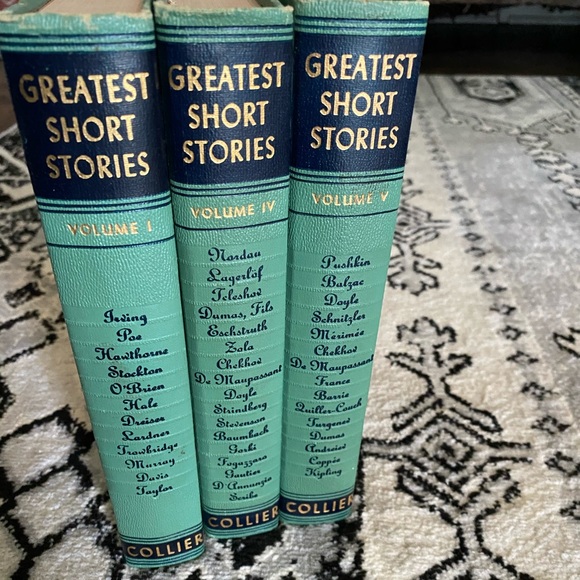 GREATEST
SHORT
STORIES
VOLUME I
Irving
Poe
Hawthorne
Stockton
O'Brien
Hale
Dreiser
Lardner
Trowbridge
Murray
Davis
Taylor
COLLIER
GREATEST
SHORT
STORIES
VOLUME IV
Nordau
Lagerlöf
Teleshov
Dumas, Fils
Eschstruth
Zola
Chekhov
De Maupassant
Doyle
Strindberg
Stevenson
Baumbach
Gorki
Fogazzaro
Gautier
D'Annunzio
Scribe
COLLIER
GREATEST
SHORT
STORIES
VOLUME V
Pushkin
Balzac
Doyle
Schnitzler
Mérimée
Chekhov
De Maupassant
France
Barrie
Quiller-Couch
Turgenev
Dumas
Andreiev
Coppée
Kipling
COLLIER